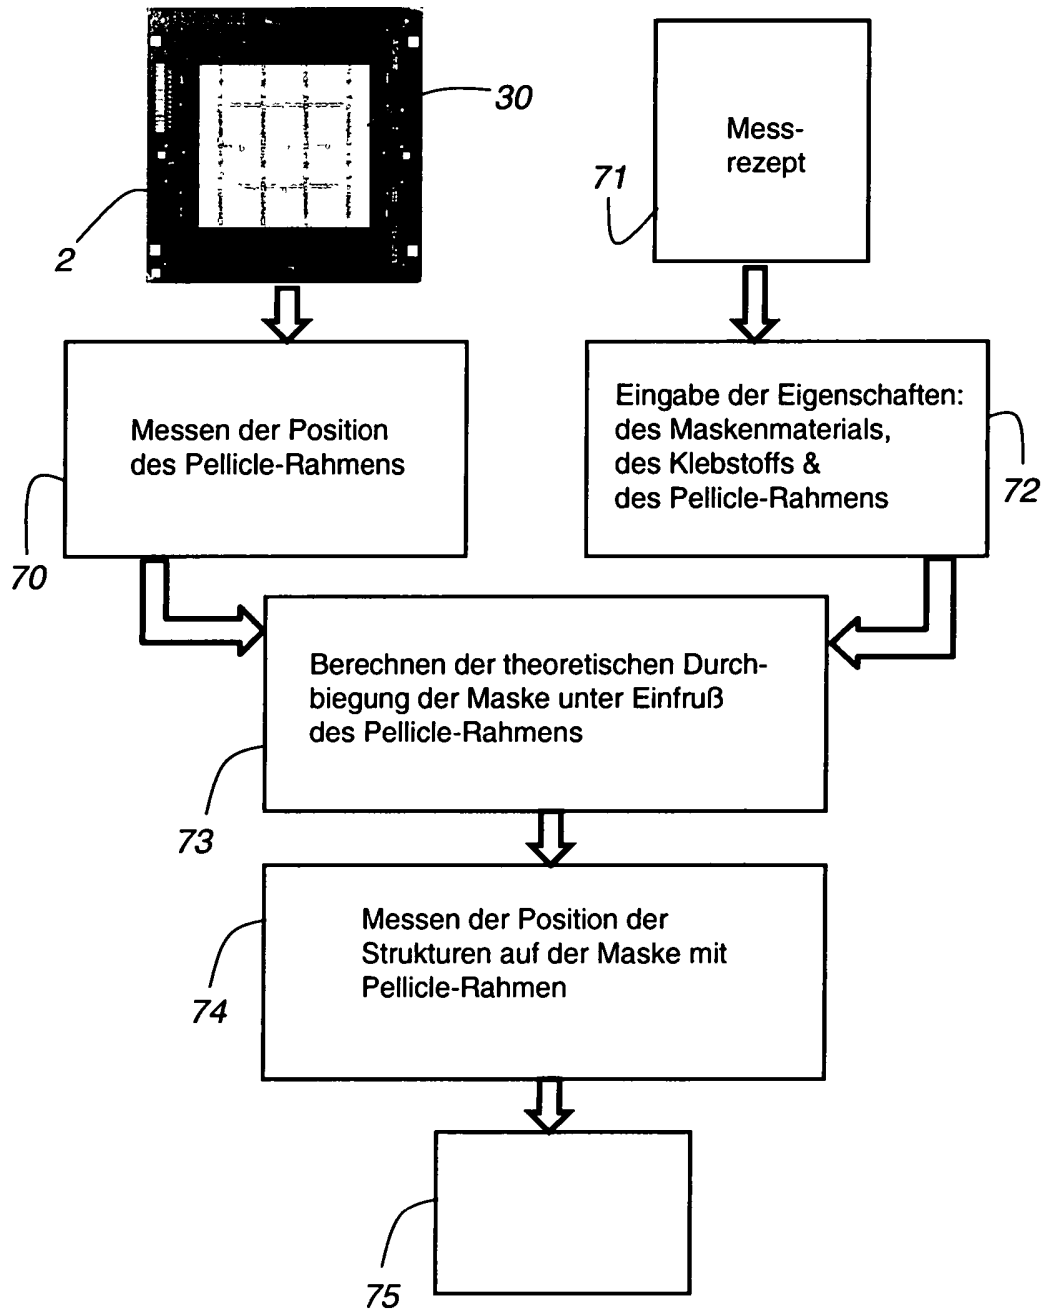 30
2
Mess-
rezept
71
Messen der Position
des Pellicle-Rahmens
70
Eingabe der Eigenschaften:
des Maskenmaterials,
des Klebstoffs &
des Pellicle-Rahmens
72
Berechnen der theoretischen Durch-
biegung der Maske unter Einfruß
des Pellicle-Rahmens
73
Messen der Position der
Strukturen auf der Maske mit
Pellicle-Rahmen
74
75